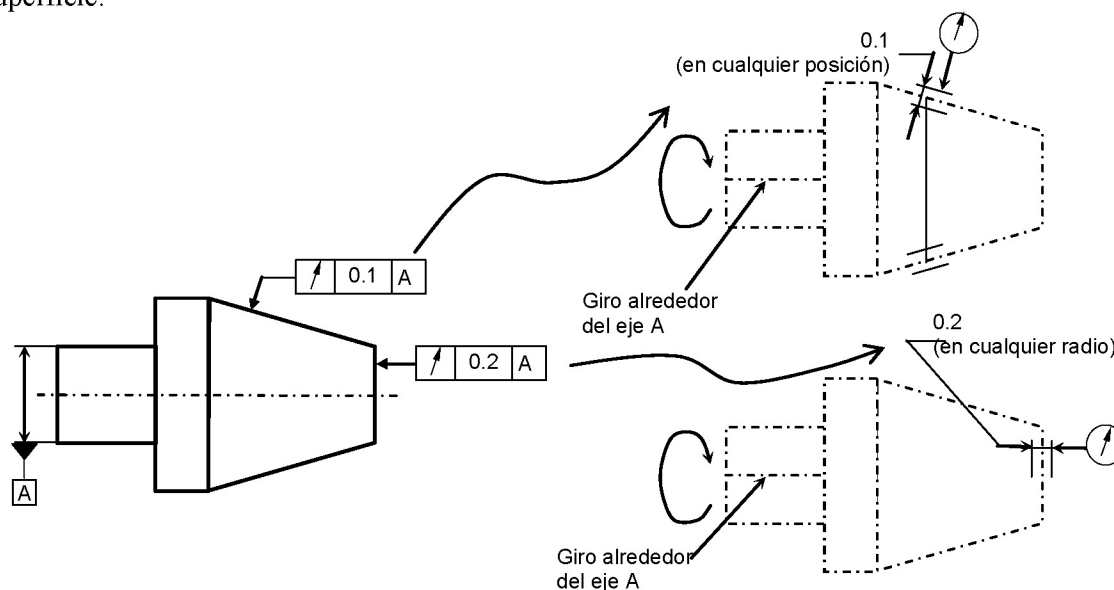 0.1
(en cualquier posición)
0.1 A
Giro alrededor
del eje A
0.2
(en cualquier radio)
0.2 A
A
Giro alrededor
del eje A